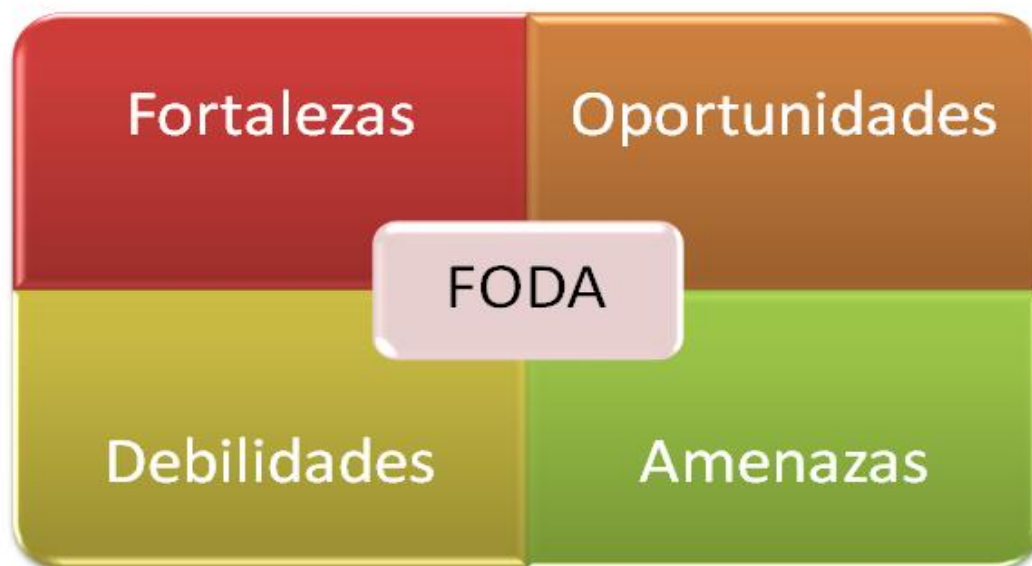 Fortalezas
Oportunidades
FODA
Debilidades
Amenazas